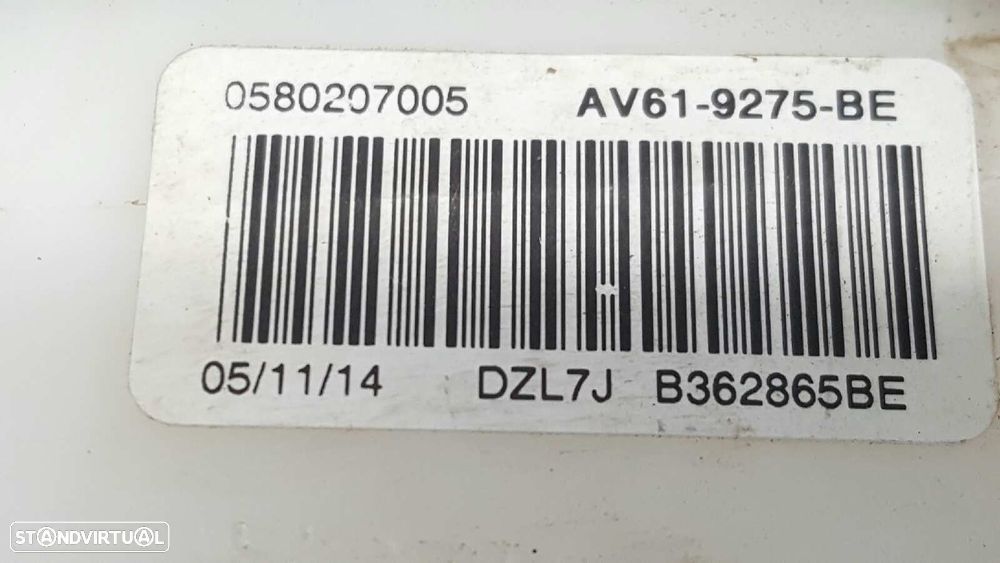 0580207005 AV61-9275-BE
05/11/14 DZL7J B362865BE
STANDVIRTUAL